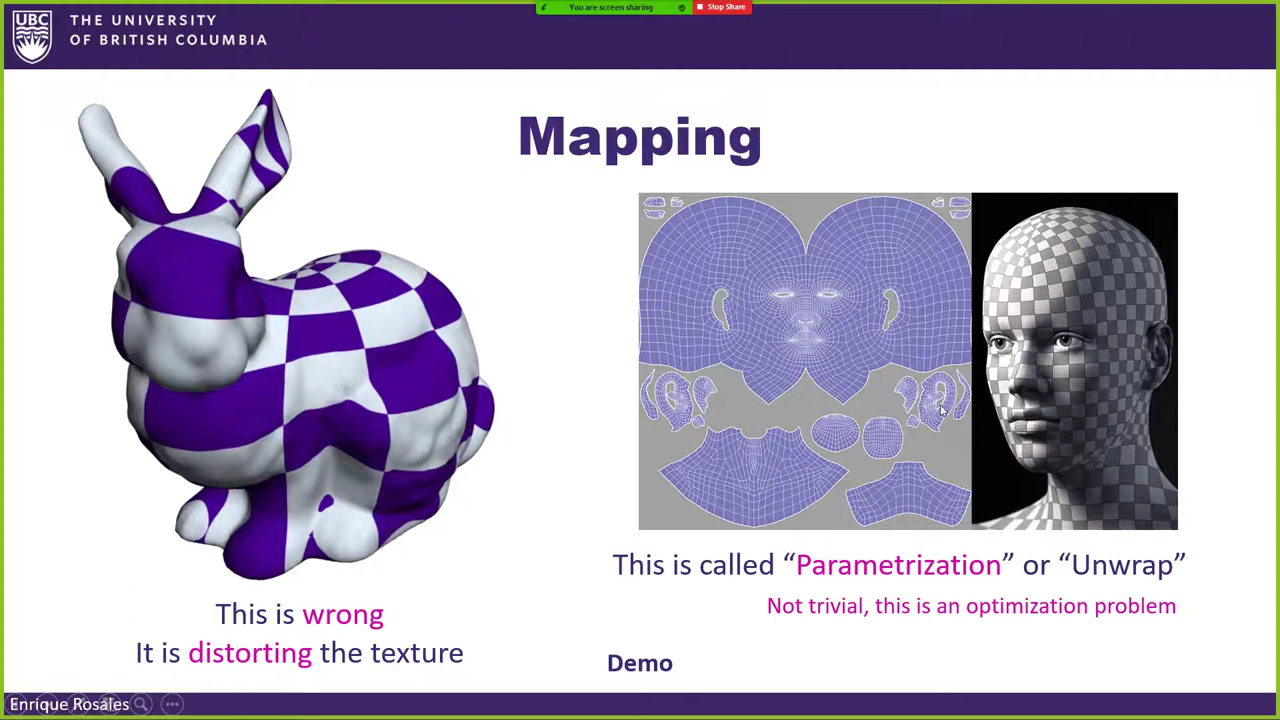 You are screen sharing
Stop Share
UBC
THE UNIVERSITY
OF BRITISH COLUMBIA
Mapping
This is called “Parametrization” or “Unwrap”
Not trivial, this is an optimization problem
This is wrong
It is distorting the texture
Demo
Enrique Rosales